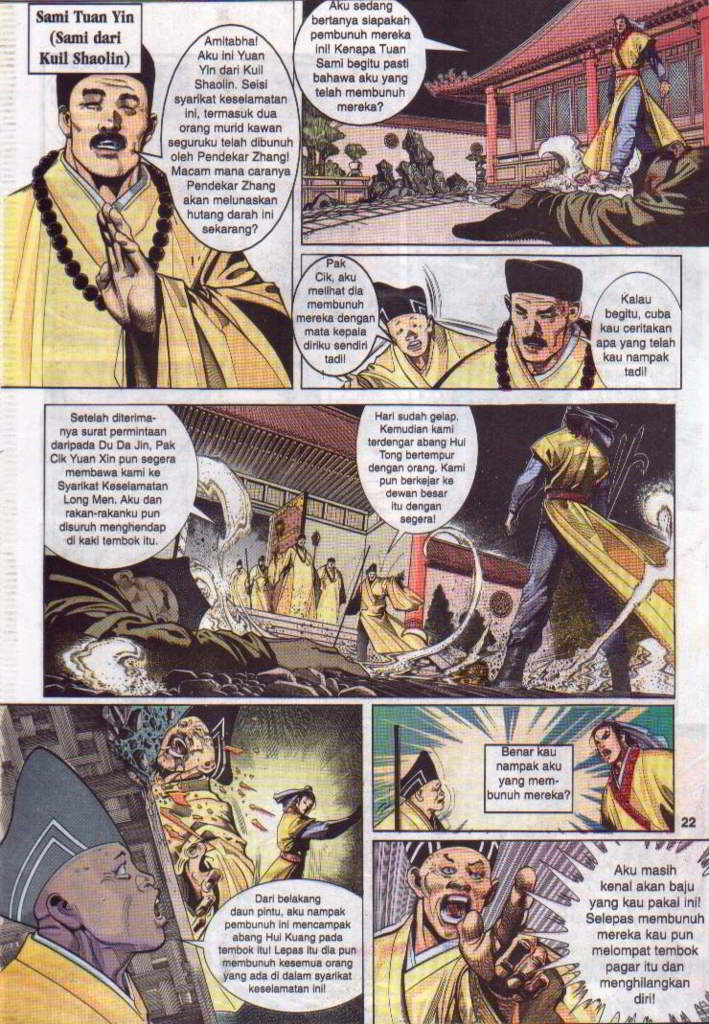 Sami Tuan Yin
(Sami dari
Kuil Shaolin)
Amitabha!
Aku ini Yuan
Yin dari Kuil
Shaolin. Seisi
syarikat keselamatan
ini, termasuk dua
orang murid kawan
seguruku telah dibunuh
oleh Pendekar Zhang!
Macam mana caranya
Pendekar Zhang
akan melunaskan
hutang darah ini
sekarang?
Aku sedang
bertanya siapakah
pembunuh mereka
ini! Kenapa Tuan
Sami begitu pasti
bahawa aku yang
telah membunuh
mereka?
Pak
Cik, aku
melihat dia
membunuh
mereka dengan
mata kepala
diriku sendiri
tadi!
Kalau
begitu, cuba
kau ceritakan
apa yang telah
kau nampak
tadi!
Setelah diterima-
nya surat permintaan
daripada Du Da Jin, Pak
Cik Yuan Xin pun segera
membawa kami ke
Syarikat Keselamatan
Long Men. Aku dan
rakan-rakanku pun
disuruh menghendap
di kaki tembok itu.
Hari sudah gelap.
Kemudian kami
terdengar abang Hui
Tong bertempur
dengan orang. Kami
pun berkejar ke
dewan besar
itu dengan
segera!
Dari belakang
daun pintu, aku nampak
pembunuh ini mencampak
abang Hui Kuang pada
tembok itu! Lepas itu dia pun
membunuh kesemua orang
yang ada di dalam syarikat
keselamatan ini!
Benar kau
nampak aku
yang mem-
bunuh mereka?
22
Aku masih
kenal akan baju
yang kau pakai ini!
Selepas membunuh
mereka kau pun
melompat tembok
pagar itu dan
menghilangkan
diri!